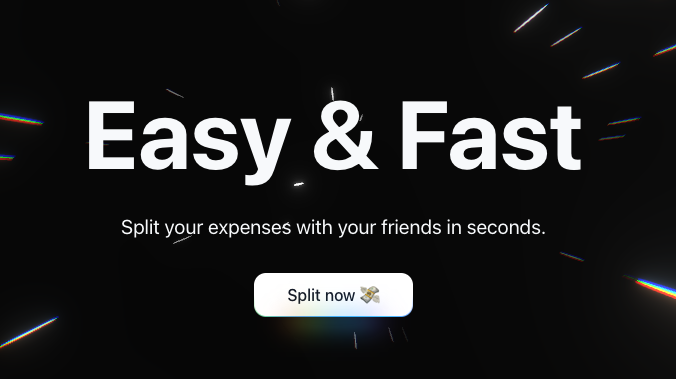 Easy & Fast
Split your expenses with your friends in seconds.
Split now 💸